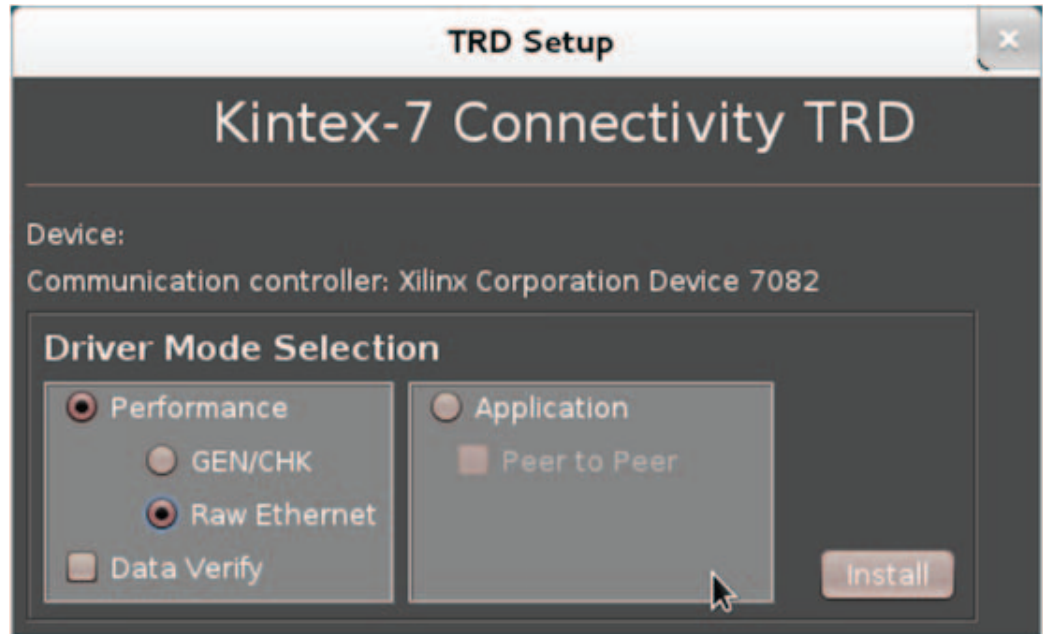 TRD Setup
Kintex-7 Connectivity TRD
Device:
Communication controller: Xilinx Corporation Device 7082
Driver Mode Selection
Performance
GEN/CHK
Raw Ethernet
Data Verify
Application
Peer to Peer
Install